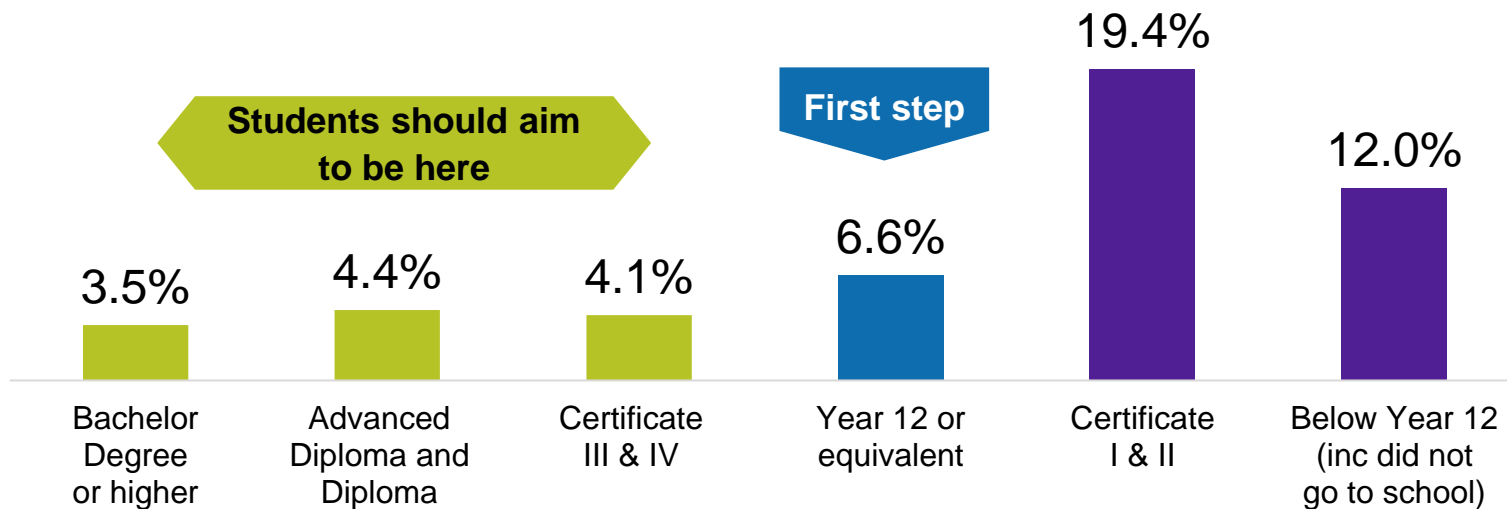 Students should aim
to be here
First step
3.5%
4.4%
4.1%
6.6%
19.4%
12.0%
Bachelor
Degree
or higher
Advanced
Diploma and
Diploma
Certificate
III & IV
Year 12 or
equivalent
Certificate
I & II
Below Year 12
(inc did not
go to school)